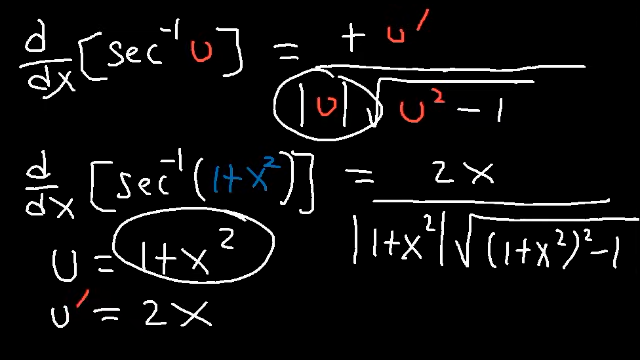 d/dx [sec⁻¹ u] = + u′ / |u| √(u² − 1)
d/dx [sec⁻¹ (1+x²)] = 2x / |1+x²| √((1+x²)² − 1)
U = 1+x²
u′ = 2x